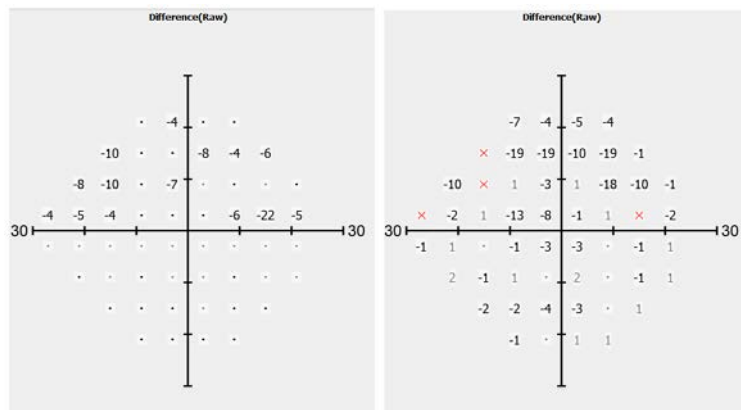 Difference(Raw)
· -4 · ·
-10 · · -8 -4 -6
-8 -10 · -7 · · · ·
-4 -5 -4 · · · -6 -22 -5
30 30
· · · · · · · · ·
· · · · · · · ·
· · · · · ·
· · · ·
Difference(Raw)
-7 -4 -5 -4
× -19 -19 -10 -19 -1
-10 × 1 -3 1 -18 -10 -1
× -2 1 -13 -8 -1 1 × -2
30 30
-1 1 · -1 -3 -3 · -1 1
2 -1 1 · 2 · -1 1
-2 -2 -4 -3 · 1
-1 · 1 1